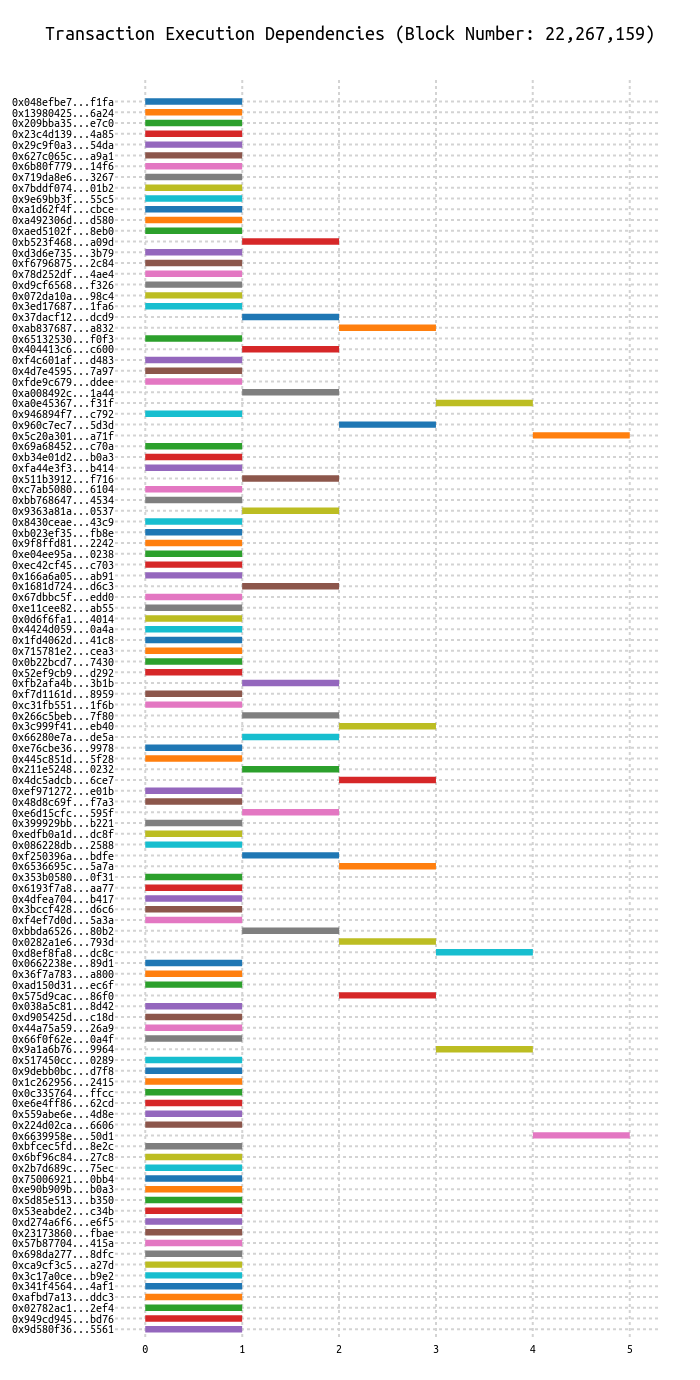 Transaction Execution Dependencies (Block Number: 22,267,159)
0x048efbe7...f1fa
0x13980425...6a24
0x209bba35...e7c0
0x23c4d139...4a85
0x29c9f0a3...54da
0x627c065c...a9a1
0x6b80f779...14f6
0x719da8e6...3267
0x7bddf074...01b2
0x9e69bb3f...55c5
0xa1d62f4f...cbce
0xa492306d...d580
0xaed5102f...8eb0
0xb523f468...a09d
0xd3d6e735...3b79
0xf6796875...2c84
0x78d252df...4ae4
0xd9cf6568...f326
0x072da10a...98c4
0x3ed17687...1fa6
0x37dacf12...dcd9
0xab837687...a832
0x65132530...f0f3
0x404413c6...c600
0xf4c601af...d483
0x4d7e4595...7a97
0xfde9c679...ddee
0xa008492c...1a44
0xa0e45367...f31f
0x946894f7...c792
0x960c7ec7...5d3d
0x5c20a301...a71f
0x69a68452...c70a
0xb34e01d2...b0a3
0xfa44e3f3...b414
0x511b3912...f716
0xc7ab5080...6104
0xbb768647...4534
0x9363a81a...0537
0x8430ceae...43c9
0xb023ef35...fb8e
0x9f8ffd81...2242
0xe04ee95a...0238
0xec42cf45...c703
0x166a6a05...ab91
0x1681d724...d6c3
0x67dbbc5f...edd0
0xe11cee82...ab55
0x0d6f6fa1...4014
0x4424d059...0a4a
0x1fd4062d...41c8
0x715781e2...cea3
0x0b22bcd7...7430
0x52ef9cb9...d292
0xfb2afa4b...3b1b
0xf7d1161d...8959
0xc31fb551...1f6b
0x266c5beb...7f80
0x3c999f41...eb40
0x66280e7a...de5a
0xe76cbe36...9978
0x445c851d...5f28
0x211e5248...0232
0x4dc5adcb...6ce7
0xef971272...e01b
0x48d8c69f...f7a3
0xe6d15cfc...595f
0x399929bb...b221
0xedfb0a1d...dc8f
0x086228db...2588
0xf250396a...bdfe
0x6536695c...5a7a
0x353b0580...0f31
0x6193f7a8...aa77
0x4dfea704...b417
0x3bccf428...d6c6
0xf4ef7d0d...5a3a
0xbbda6526...80b2
0x0282a1e6...793d
0xd8ef8fa8...dc8c
0x0662238e...89d1
0x36f7a783...a800
0xad150d31...ec6f
0x575d9cac...86f0
0x038a5c81...8d42
0xd905425d...c18d
0x44a75a59...26a9
0x66f0f62e...0a4f
0x9a1a6b76...9964
0x517450cc...0289
0x9debb0bc...d7f8
0x1c262956...2415
0x0c335764...ffcc
0xe6e4ff86...62cd
0x559abe6e...4d8e
0x224d02ca...6606
0x6639958e...50d1
0xbfcec5fd...8e2c
0x6bf96c84...27c8
0x2b7d689c...75ec
0x75006921...0bb4
0xe90b909b...b0a3
0x5d85e513...b350
0x53eabde2...c34b
0xd274a6f6...e6f5
0x23173860...fbae
0x57b87704...415a
0x698da277...8dfc
0xca9cf3c5...a27d
0x3c17a0ce...b9e2
0x341f4564...4af1
0xafbd7a13...ddc3
0x02782ac1...2ef4
0x949cd945...bd76
0x9d580f36...5561
0 1 2 3 4 5